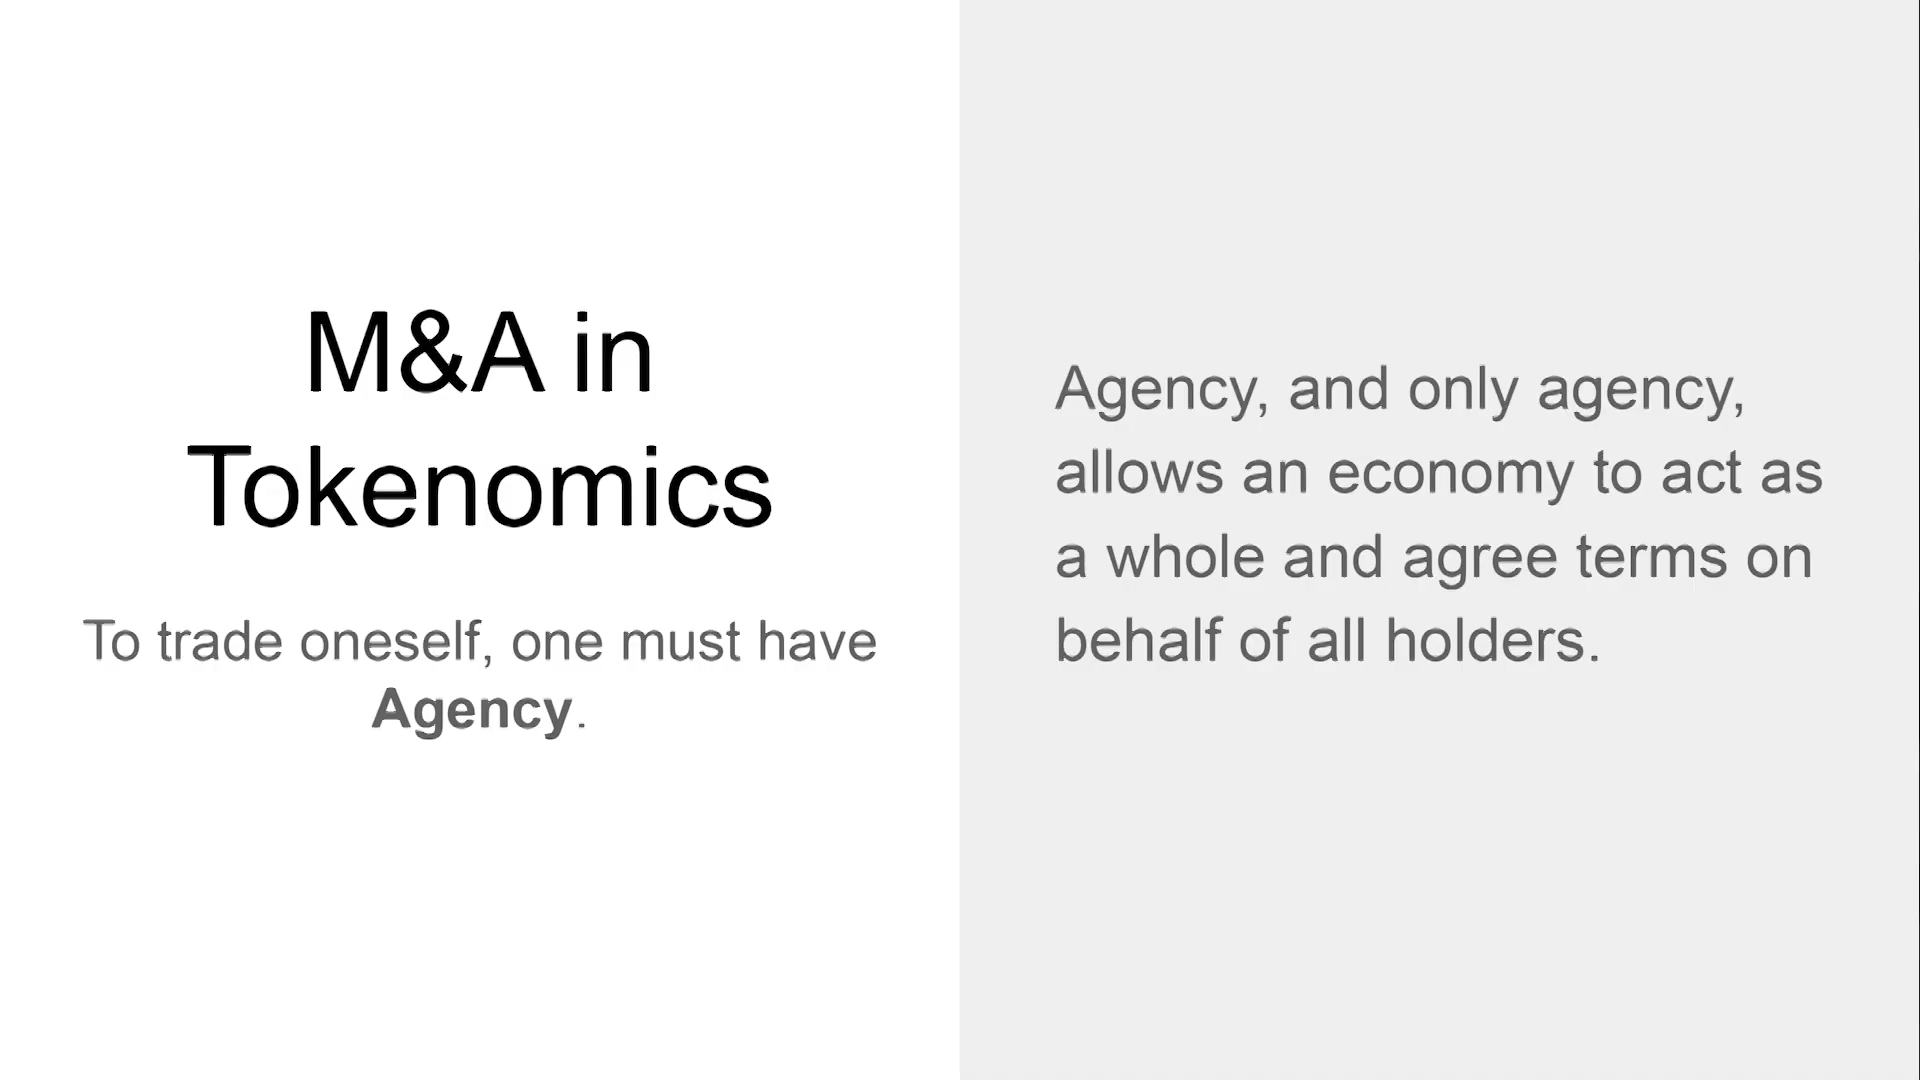 M&A in
Tokenomics
To trade oneself, one must have
Agency.
Agency, and only agency,
allows an economy to act as
a whole and agree terms on
behalf of all holders.